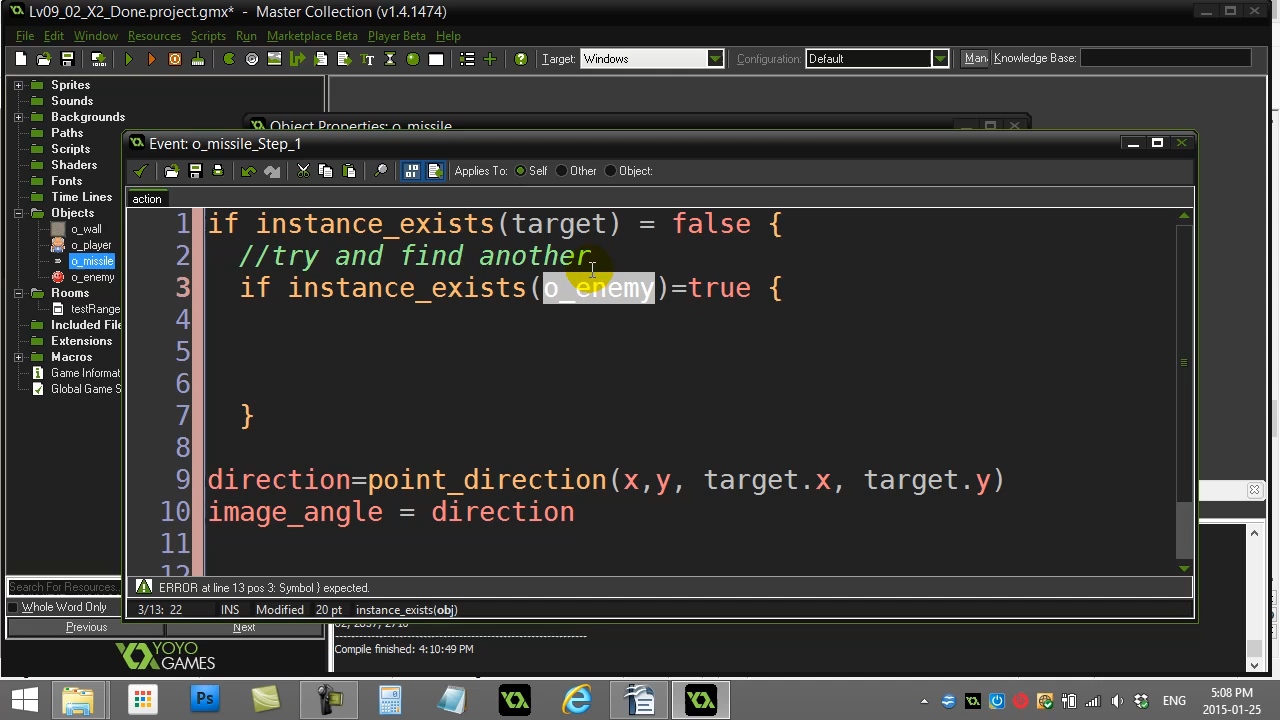 Lv09_02_X2_Done.project.gmx* - Master Collection (v1.4.1474)
File Edit Window Resources Scripts Run Marketplace Beta Player Beta Help
Target: Windows Configuration: Default Man Knowledge Base:
Sprites
Sounds
Backgrounds
Paths
Scripts
Shaders
Fonts
Time Lines
Objects
o_wall
o_player
o_missile
o_enemy
Rooms
testRange
Included File
Extensions
Macros
Game Informat
Global Game S
Search For Resources
Whole Word Only
Previous Next
YOYO
GAMES
Object Properties: o_missile
Event: o_missile_Step_1
Applies To: Self Other Object:
action
1 if instance_exists(target) = false {
2 //try and find another
3 if instance_exists(o_enemy)=true {
4
5
6
7 }
8
9 direction=point_direction(x,y, target.x, target.y)
10 image_angle = direction
11
12
ERROR at line 13 pos 3: Symbol } expected.
3/13: 22 INS Modified 20 pt instance_exists(obj)
Compile finished: 4:10:49 PM
ENG
5:08 PM
2015-01-25